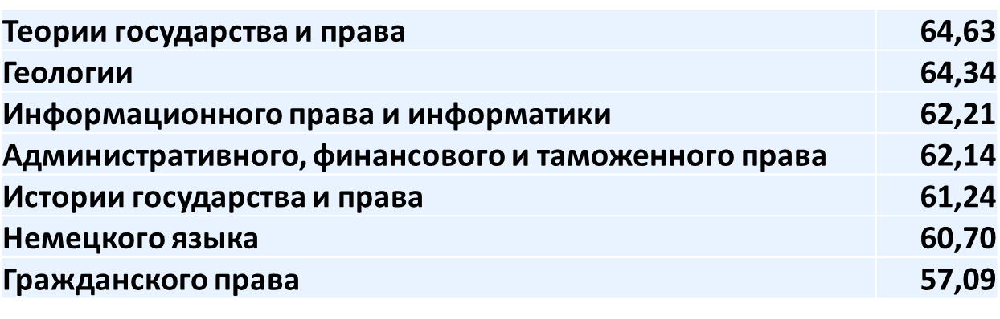 Теории государства и права 64,63
Геологии 64,34
Информационного права и информатики 62,21
Административного, финансового и таможенного права 62,14
Истории государства и права 61,24
Немецкого языка 60,70
Гражданского права 57,09